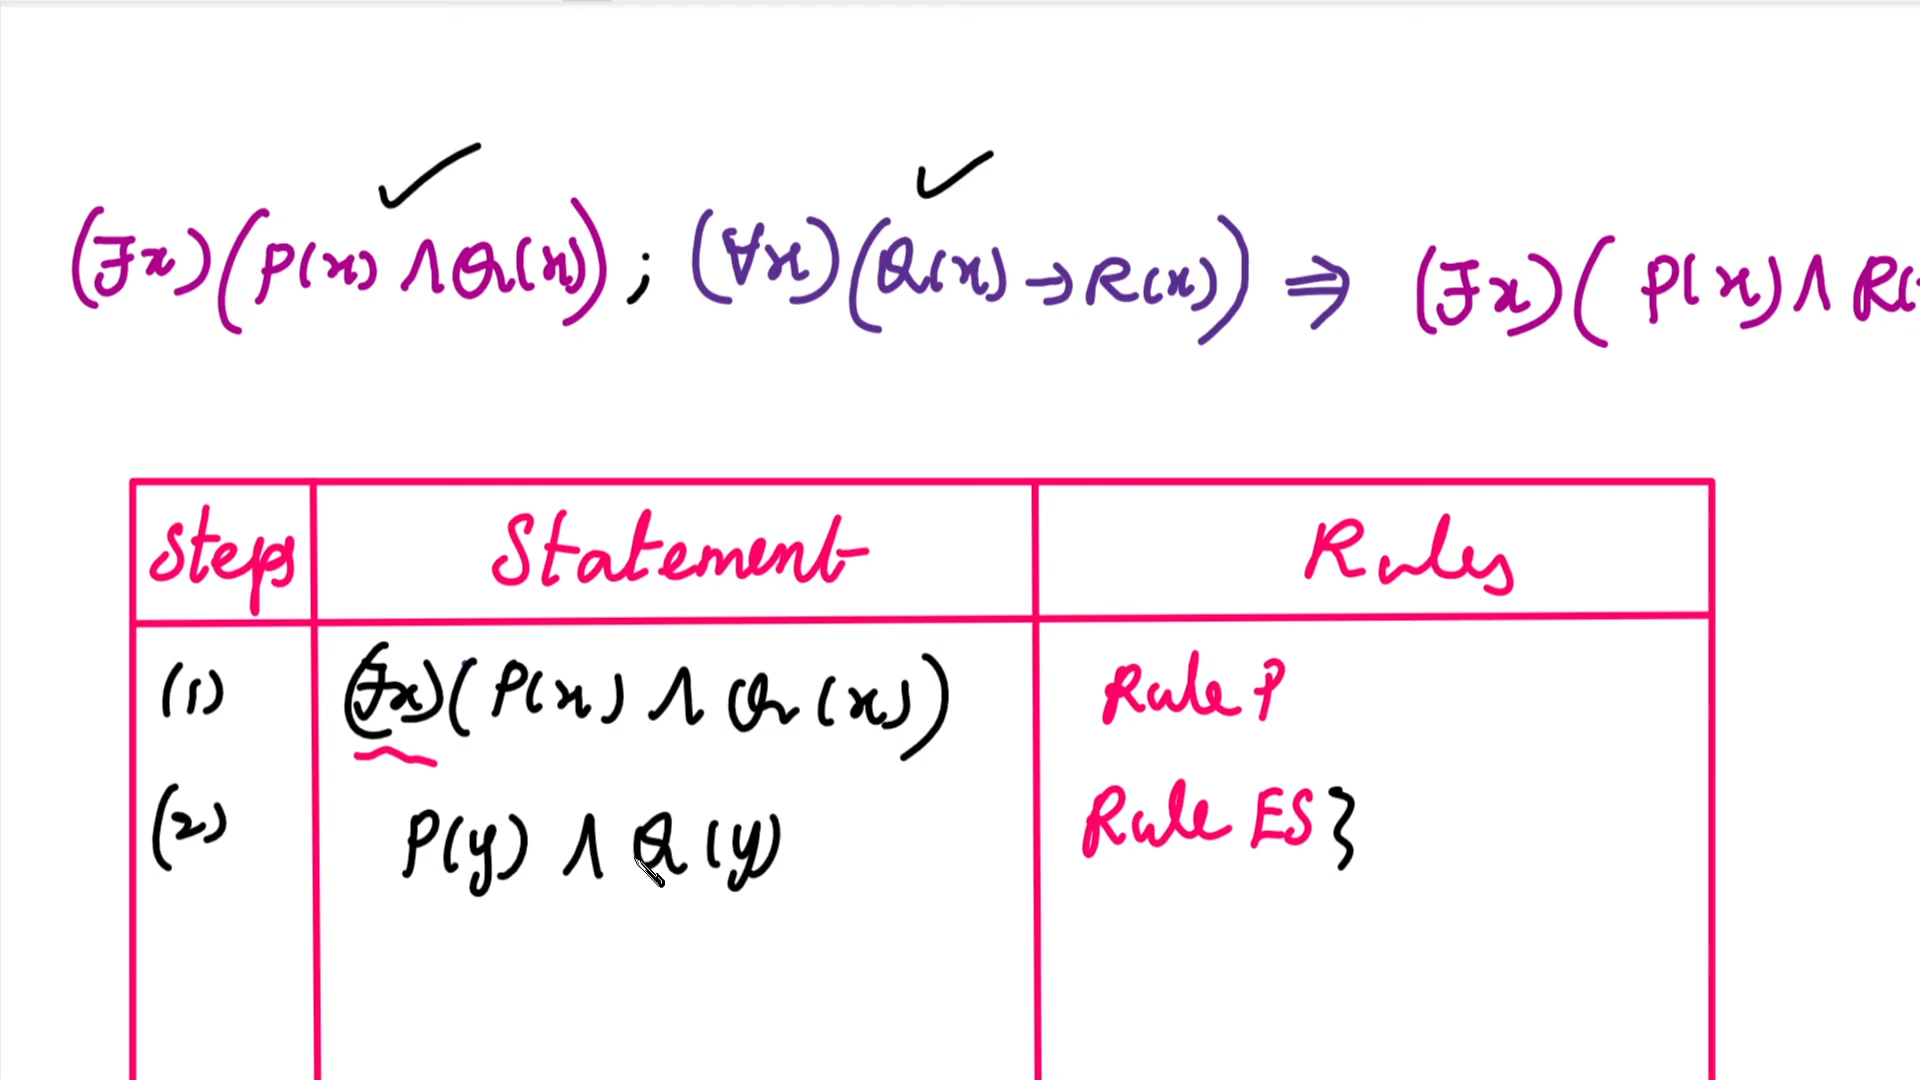 (∃x)(P(x) ∧ Q(x)) ; (∀x)(Q(x) → R(x)) ⇒ (∃x)( P(x) ∧ R(
Steps Statement Rules
(1) (∃x)( P(x) ∧ Q(x)) Rule P
(2) P(y) ∧ Q(y) Rule ES }